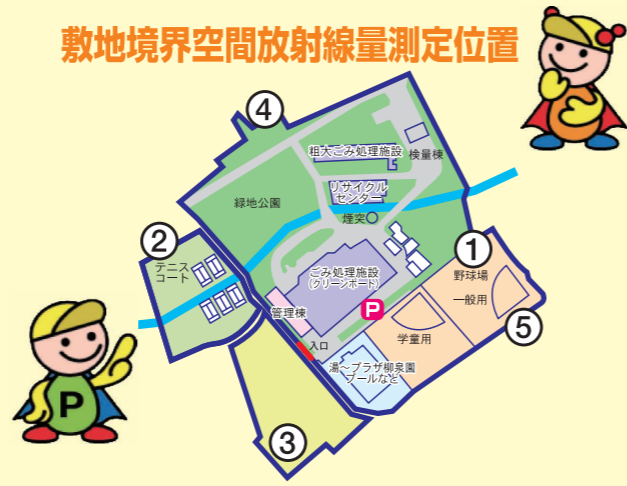 敷地境界空間放射線量測定位置
④
粗大ごみ処理施設
検量棟
リサイクル
センター
緑地公園
煙突
②
テニス
コート
①
ごみ処理施設
(グリーンポート)
野球場
一般用
管理棟
P
⑤
学童用
入口
湯〜プラザ柳泉園
プールなど
P
③